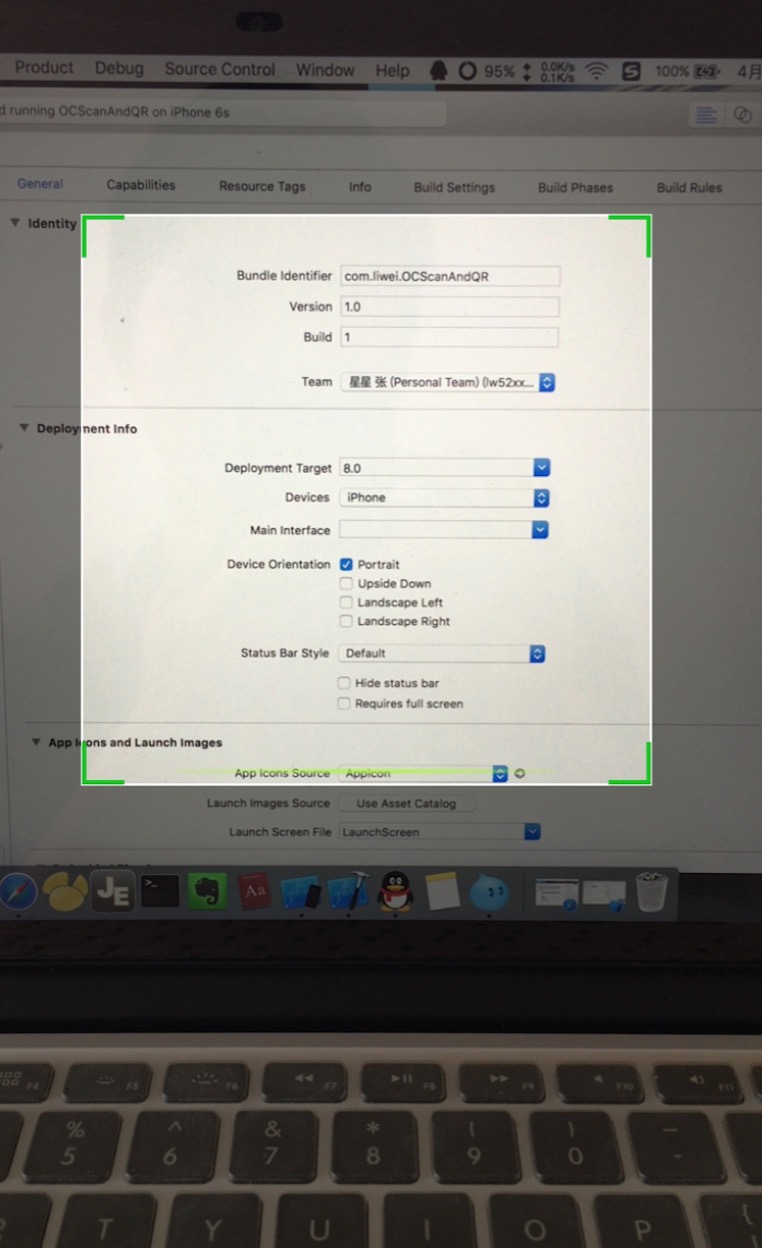 Product Debug Source Control Window Help 95% 0.0K/s 0.1K/s S 100% 4月
d running OCScanAndQR on iPhone 6s
General Capabilities Resource Tags Info Build Settings Build Phases Build Rules
Identity
Bundle Identifier com.liwei.OCScanAndQR
Version 1.0
Build 1
Team 星星 张 (Personal Team) (lw52xx...
Deployment Info
Deployment Target 8.0
Devices iPhone
Main Interface
Device Orientation Portrait
Upside Down
Landscape Left
Landscape Right
Status Bar Style Default
Hide status bar
Requires full screen
App Icons and Launch Images
App Icons Source AppIcon
Launch Images Source Use Asset Catalog
Launch Screen File LaunchScreen
JE Aa
F4 F5 F6 F7 F8 F9 F10 F11
% ^ & * ( ) —
5 6 7 8 9 0 -
T Y U I O P {